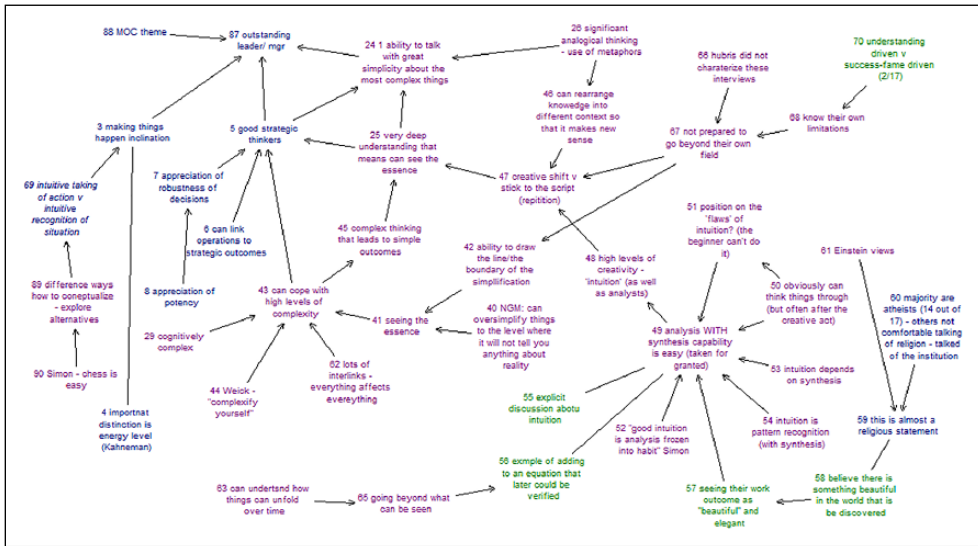 88 MOC theme
87 outstanding
leader/ mgr
24 1 ability to talk
with great
simplicity about the
most complex things
26 significant
analogical thinking
- use of metaphors
66 hubris did not
charaterize these
interviews
70 understanding
driven v
success-fame driven
(2/17)
3 making things
happen inclination
5 good strategic
thinkers
25 very deep
understanding that
means can see the
essence
46 can rearrange
knowedge into
different context so
that it makes new
sense
67 not prepared to
go beyond their own
field
68 know their own
limitations
69 intuitive taking
of action v
intuitive
recognition of
situation
7 appreciation of
robustness of
decisions
6 can link
operations to
strategic outcomes
47 creative shift v
stick to the script
(repitition)
51 position on the
'flaws' of
intuition? (the
beginner can't do
it)
45 complex thinking
that leads to simple
outcomes
42 ability to draw
the line/the
boundary of the
simplification
48 high levels of
creativity -
'intuition' (as well
as analysts)
61 Einstein views
89 difference ways
how to coneptualize -
explore
alternatives
8 appreciation of
potency
43 can cope with
high levels of
complexity
41 seeing the
essence
40 NGM: can
oversimplify things
to the level where
it will not tell you
anything about
reality
50 obviously can
think things through
(but often after the
creative act)
60 majority are
atheists (14 out of
17) - others not
comfortable talking
of religion - talked
of the institution
29 cognitively
complex
49 analysis WITH
synthesis capability
is easy (taken for
granted)
53 intuition depends
on synthesis
90 Simon - chess is
easy
44 Weick -
"complexify
yourself"
62 lots of
interlinks -
everything affects
evereything
4 importnat
distinction is
energy level
(Kahneman)
55 explicit
discussion abotu
intuition
52 "good intuition
is analysis frozen
into habit" Simon
54 intuition is
pattern recognition
(with synthesis)
59 this is almost a
religious statement
56 exmple of adding
to an equation that
later could be
verified
63 can undertsnd how
things can unfold
over time
65 going beyond what
can be seen
57 seeing their work
outcome as
"beautiful" and
elegant
58 believe there is
something beautiful
in the world that is
be discovered